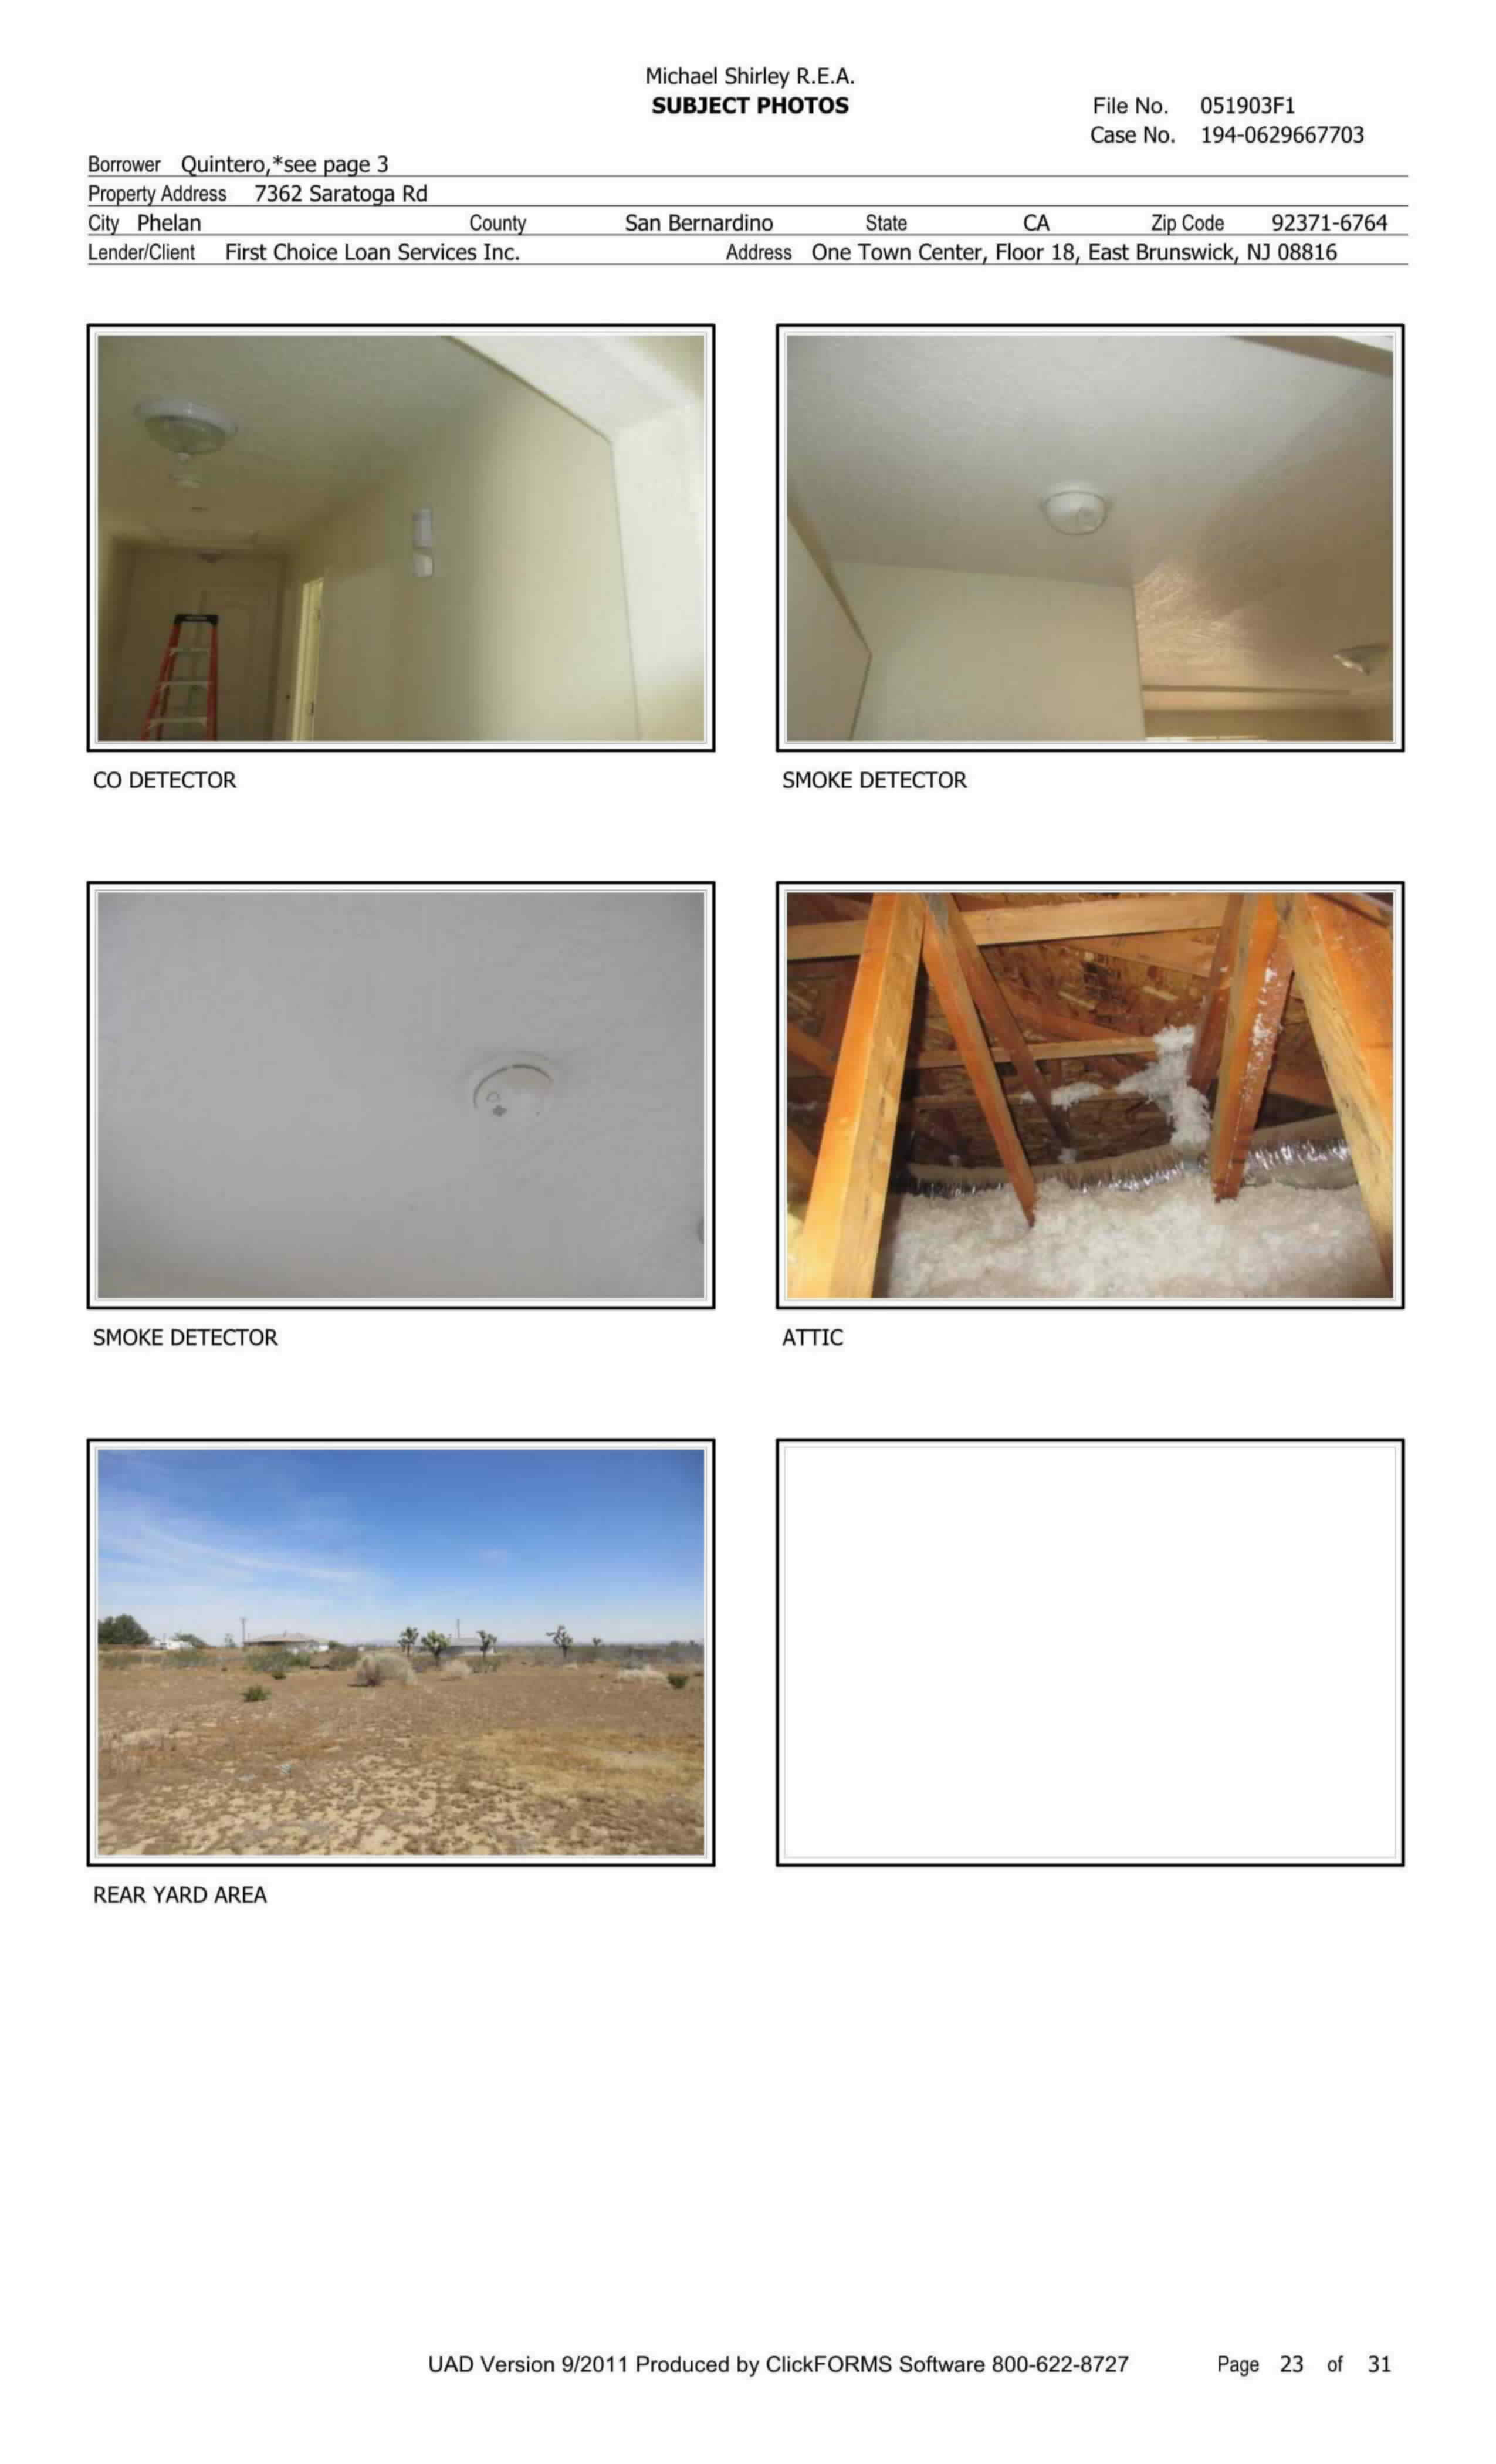 Michael Shirley R.E.A.
SUBJECT PHOTOS
File No. 051903F1
Case No. 194-0629667703
Borrower Quintero,*see page 3
Property Address 7362 Saratoga Rd
City Phelan County San Bernardino State CA Zip Code 92371-6764
Lender/Client First Choice Loan Services Inc. Address One Town Center, Floor 18, East Brunswick, NJ 08816
CO DETECTOR
SMOKE DETECTOR
SMOKE DETECTOR
ATTIC
REAR YARD AREA
UAD Version 9/2011 Produced by ClickFORMS Software 800-622-8727 Page 23 of 31